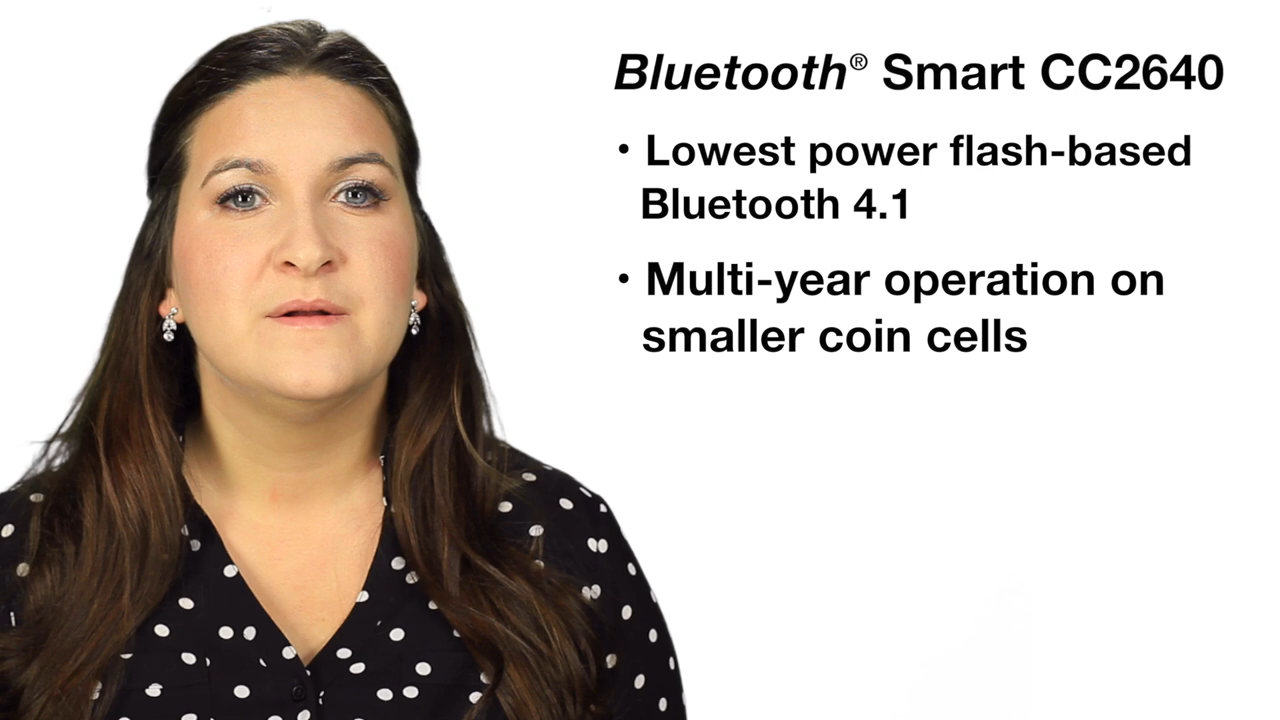 Bluetooth® Smart CC2640
• Lowest power flash-based
Bluetooth 4.1
• Multi-year operation on
smaller coin cells